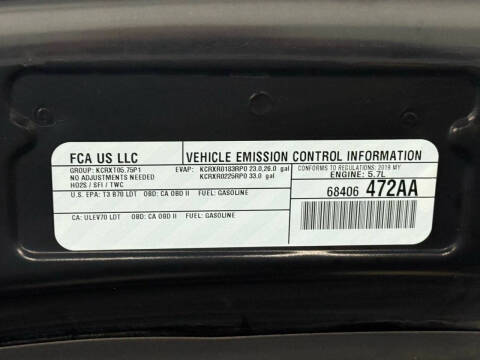 FCA US LLC
VEHICLE EMISSION CONTROL INFORMATION
GROUP: KCRXT05.75P1
NO ADJUSTMENTS NEEDED
HO2S / SFI / TWC
EVAP: KCRXR0183RP0 23.0,26.0 gal
KCRXR0225RP0 33.0 gal
CONFORMS TO REGULATIONS: 2019 MY
ENGINE: 5.7L
68406 472AA
U.S. EPA: T3 B70 LDT OBD: CA OBD II FUEL: GASOLINE
CA: ULEV70 LDT OBD: CA OBD II FUEL: GASOLINE